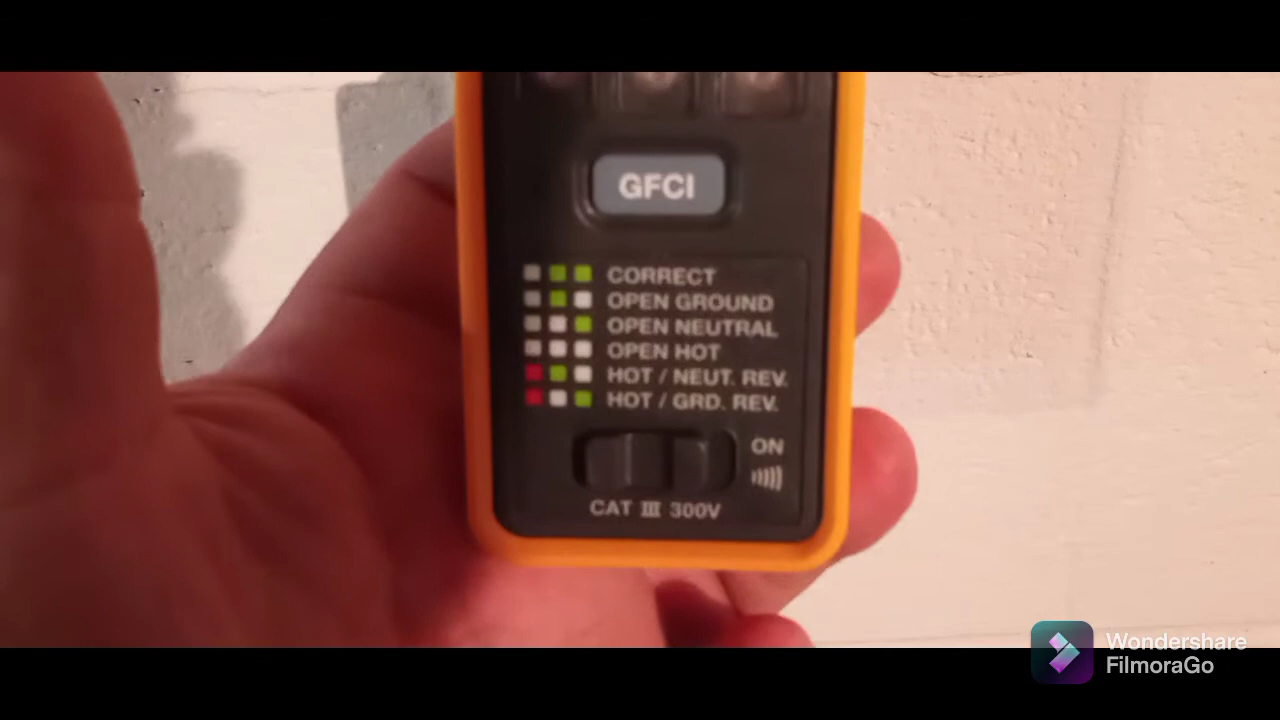 GFCI
CORRECT
OPEN GROUND
OPEN NEUTRAL
OPEN HOT
HOT / NEUT. REV.
HOT / GRD. REV.
ON
CAT III 300V
Wondershare
FilmoraGo